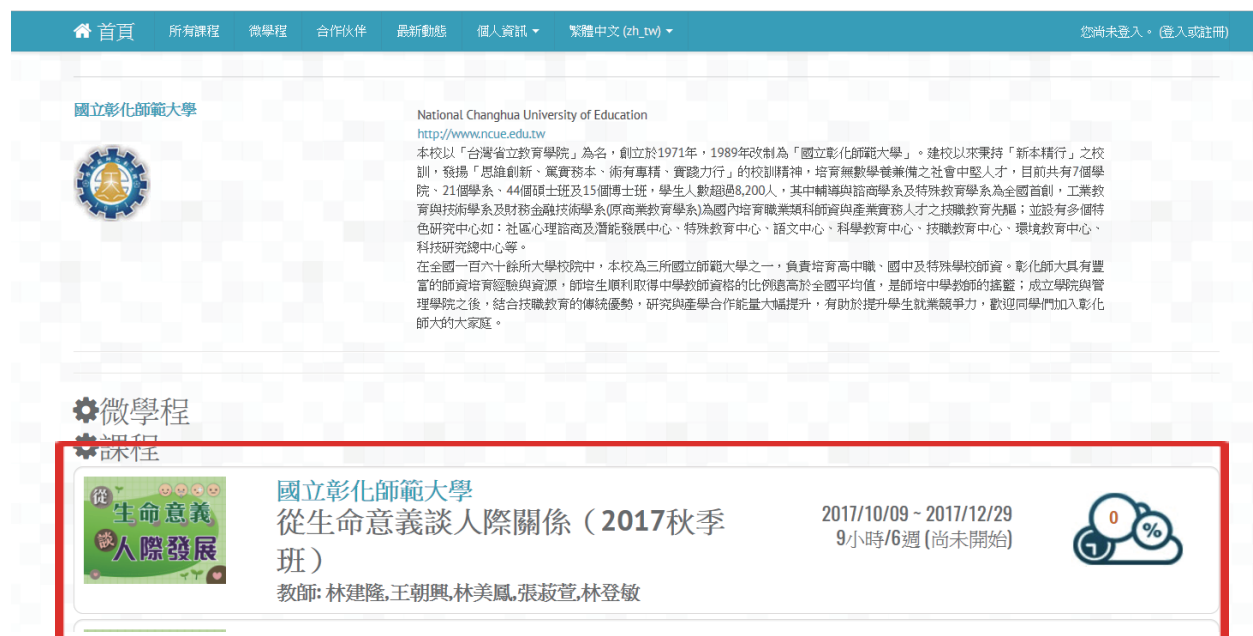 首頁 所有課程 微學程 合作伙伴 最新動態 個人資訊 繁體中文 (zh_tw) 您尚未登入。 (登入或註冊)
國立彰化師範大學
National Changhua University of Education
http://www.ncue.edu.tw
本校以「台灣省立教育學院」為名,創立於1971年,1989年改制為「國立彰化師範大學」。建校以來秉持「新本精行」之校
訓,發揚「思維創新、篤實務本、術有專精、實踐力行」的校訓精神,培育無數學養兼備之社會中堅人才,目前共有7個學
院、21個學系、44個碩士班及15個博士班,學生人數超過8,200人,其中輔導與諮商學系及特殊教育學系為全國首創,工業教
育與技術學系及財務金融技術學系(原商業教育學系)為國內培育職業類科師資與產業實務人才之技職教育先驅;並設有多個特
色研究中心如:社區心理諮商及潛能發展中心、特殊教育中心、語文中心、科學教育中心、技職教育中心、環境教育中心、
科技研究總中心等。
在全國一百六十餘所大學校院中,本校為三所國立師範大學之一,負責培育高中職、國中及特殊學校師資。彰化師大具有豐
富的師資培育經驗與資源,師培生順利取得中學教師資格的比例遠高於全國平均值,是師培中學教師的搖籃;成立學院與管
理學院之後,結合技職教育的傳統優勢,研究與產學合作能量大幅提升,有助於提升學生就業競爭力,歡迎同學們加入彰化
師大的大家庭。
微學程
課程
從生命意義
談人際發展
國立彰化師範大學
從生命意義談人際關係(2017秋季
班)
教師: 林建隆,王朝興,林美鳳,張菽萱,林登敏
2017/10/09 ~ 2017/12/29
9小時/6週 (尚未開始)
0 %